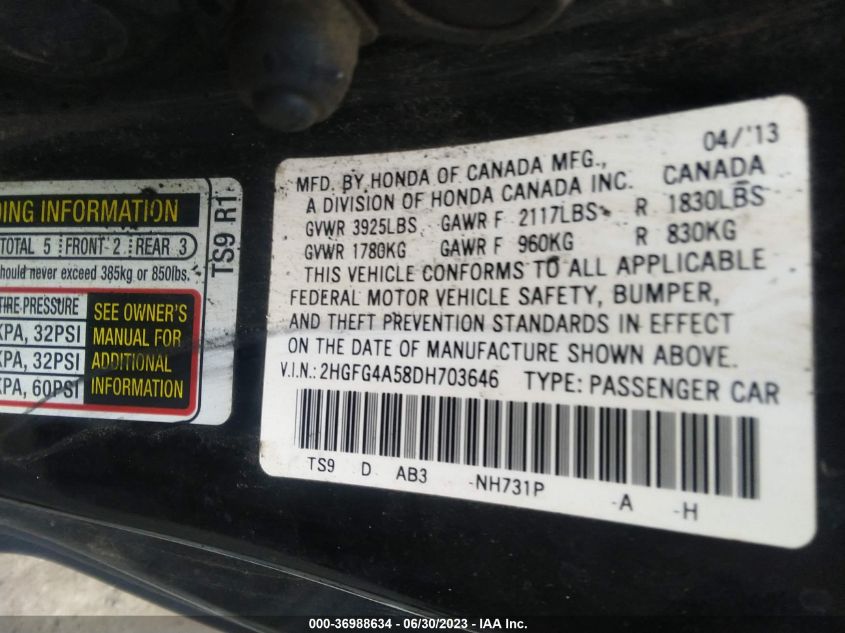 DING INFORMATION
TOTAL 5 FRONT 2 REAR 3
hould never exceed 385kg or 850lbs.
TIRE PRESSURE
KPA, 32PSI
KPA, 32PSI
KPA, 60PSI
SEE OWNER'S
MANUAL FOR
ADDITIONAL
INFORMATION
TS9 R1
04/'13
MFD. BY HONDA OF CANADA MFG.,
A DIVISION OF HONDA CANADA INC. CANADA
GVWR 3925LBS GAWR F 2117LBS R 1830LBS
GVWR 1780KG GAWR F 960KG R 830KG
THIS VEHICLE CONFORMS TO ALL APPLICABLE
FEDERAL MOTOR VEHICLE SAFETY, BUMPER,
AND THEFT PREVENTION STANDARDS IN EFFECT
ON THE DATE OF MANUFACTURE SHOWN ABOVE.
V.I.N.: 2HGFG4A58DH703646 TYPE: PASSENGER CAR
TS9 D AB3 -NH731P -A -H
000-36988634 - 06/30/2023 - IAA Inc.